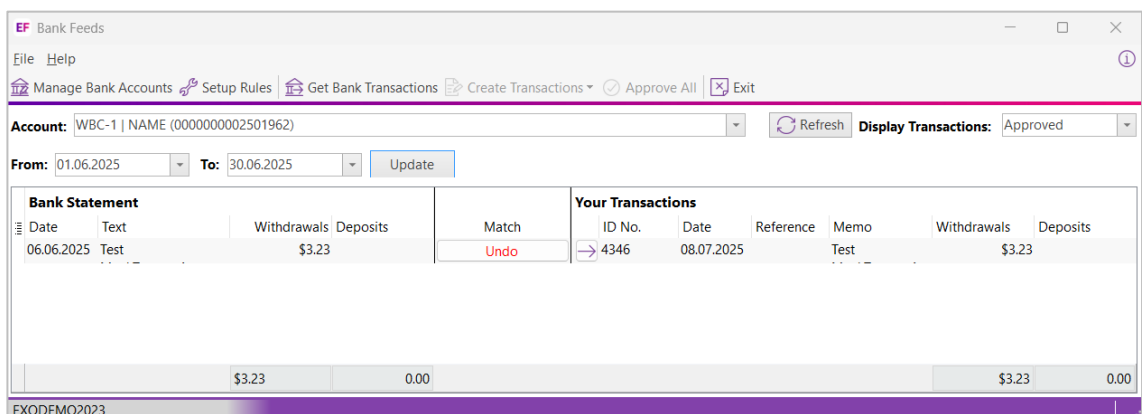 EF Bank Feeds
File Help
Manage Bank Accounts Setup Rules Get Bank Transactions Create Transactions Approve All Exit
Account: WBC-1 | NAME (0000000002501962) Refresh Display Transactions: Approved
From: 01.06.2025 To: 30.06.2025 Update
Bank Statement Your Transactions
Date Text Withdrawals Deposits Match ID No. Date Reference Memo Withdrawals Deposits
06.06.2025 Test $3.23 Undo 4346 08.07.2025 Test $3.23
$3.23 0.00 $3.23 0.00
EXODEMO2023